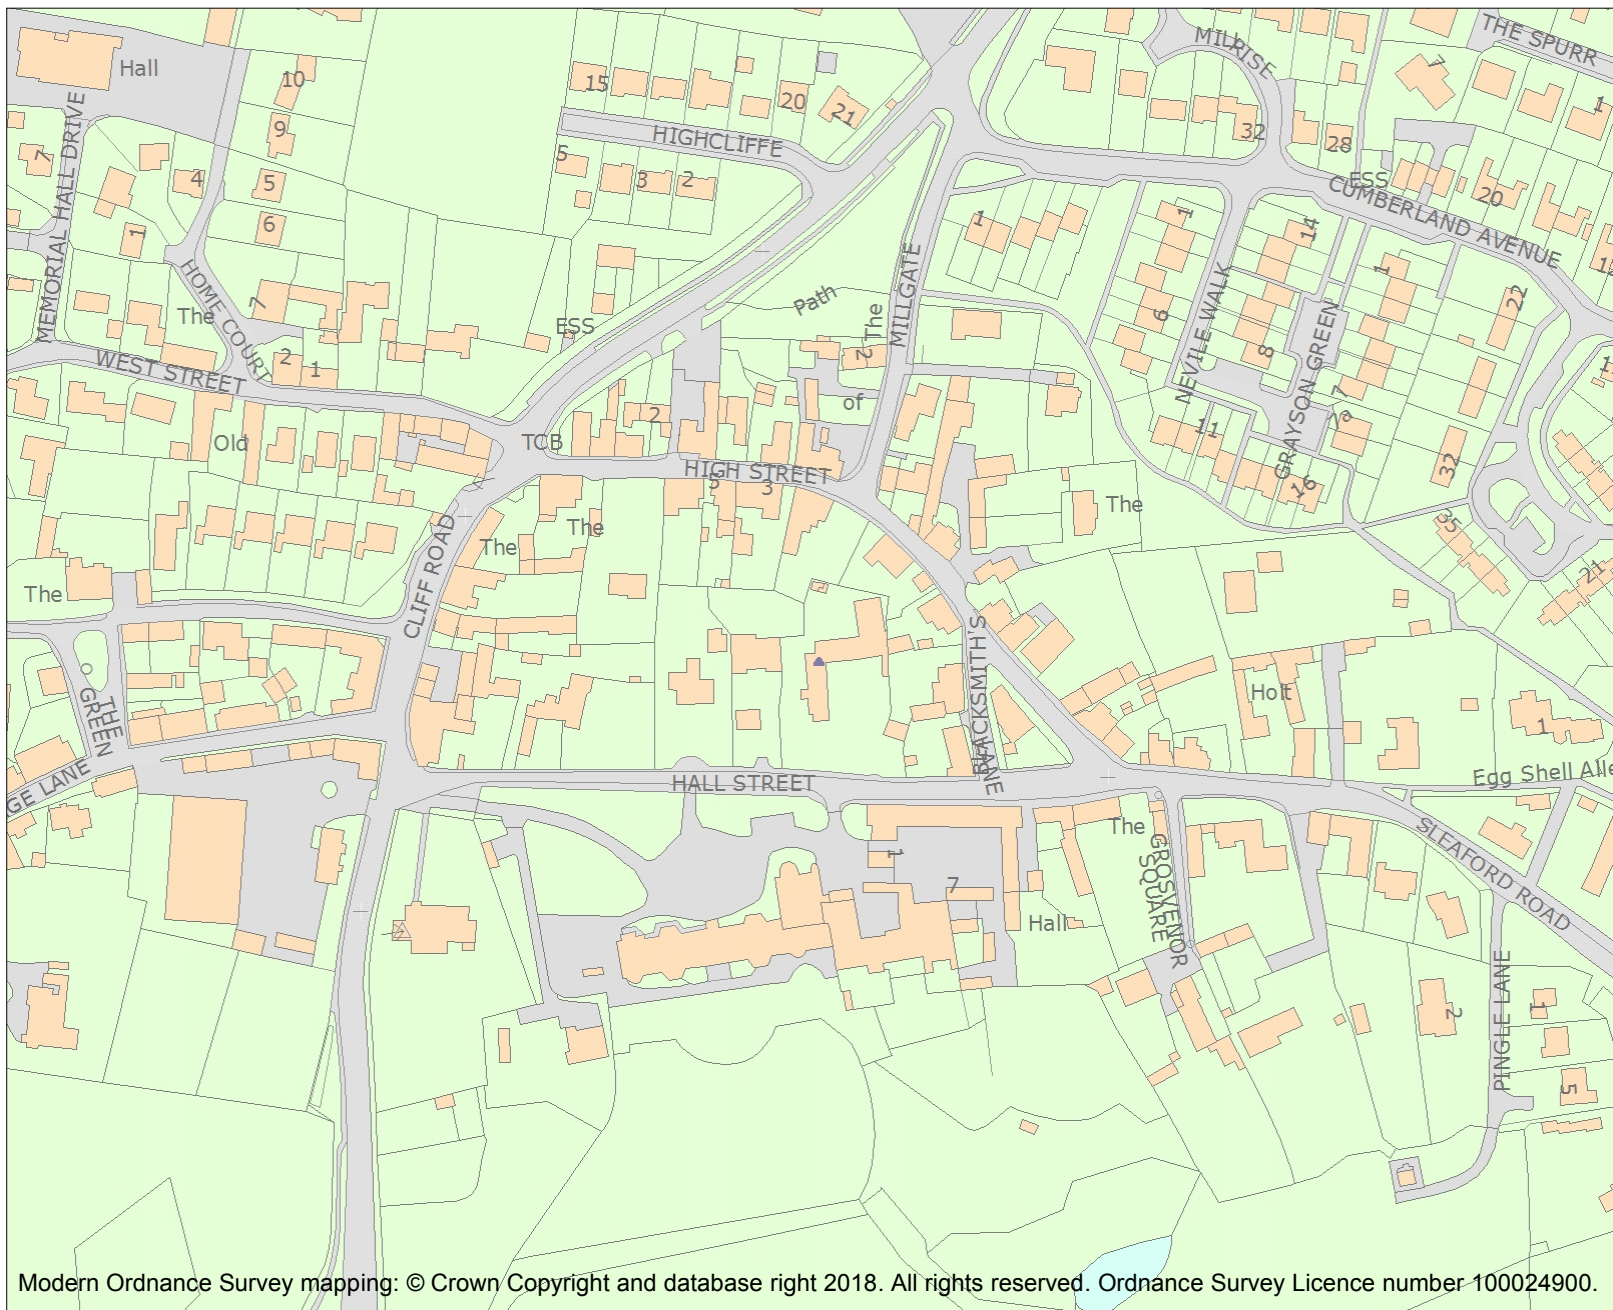 THE SPURR
MILLRISE
7
Hall
10
15
20
21
1
HIGHCLIFFE
9
32
28
MEMORIAL HALL DRIVE
7
4
5
5
3
2
ESS
20
CUMBERLAND AVENUE
1
6
1
1
14
1
MILLGATE
HOME COURT
7
The
Path
The
6
NEVILE WALK
22
ESS
2
8
GRAYSON GREEN
WEST STREET
2
1
2
of
7
7a
Old
TCB
11
HIGH STREET
5
3
16
32
The
The
The
35
CLIFF ROAD
21
The
BLACKSMITH'S
LANE
Holt
THE
GREEN
1
HALL STREET
Egg Shell Alle
GE LANE
The
SLEAFORD ROAD
1
7
GROSVENOR
SQUARE
Hall
PINGLE LANE
2
1
5
Modern Ordnance Survey mapping: © Crown Copyright and database right 2018. All rights reserved. Ordnance Survey Licence number 100024900.